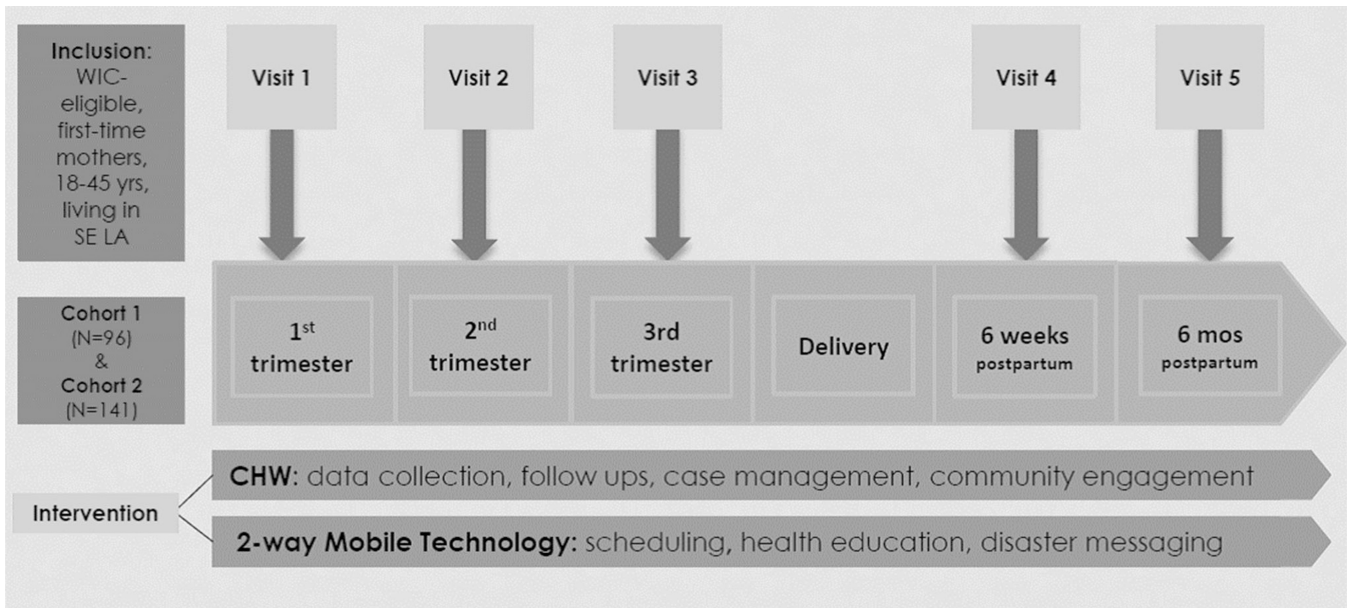 Inclusion:
WIC-
eligible,
first-time
mothers,
18-45 yrs,
living in
SE LA
Visit 1
Visit 2
Visit 3
Visit 4
Visit 5
Cohort 1
(N=96)
&
Cohort 2
(N=141)
1st
trimester
2nd
trimester
3rd
trimester
Delivery
6 weeks
postpartum
6 mos
postpartum
Intervention
CHW: data collection, follow ups, case management, community engagement
2-way Mobile Technology: scheduling, health education, disaster messaging